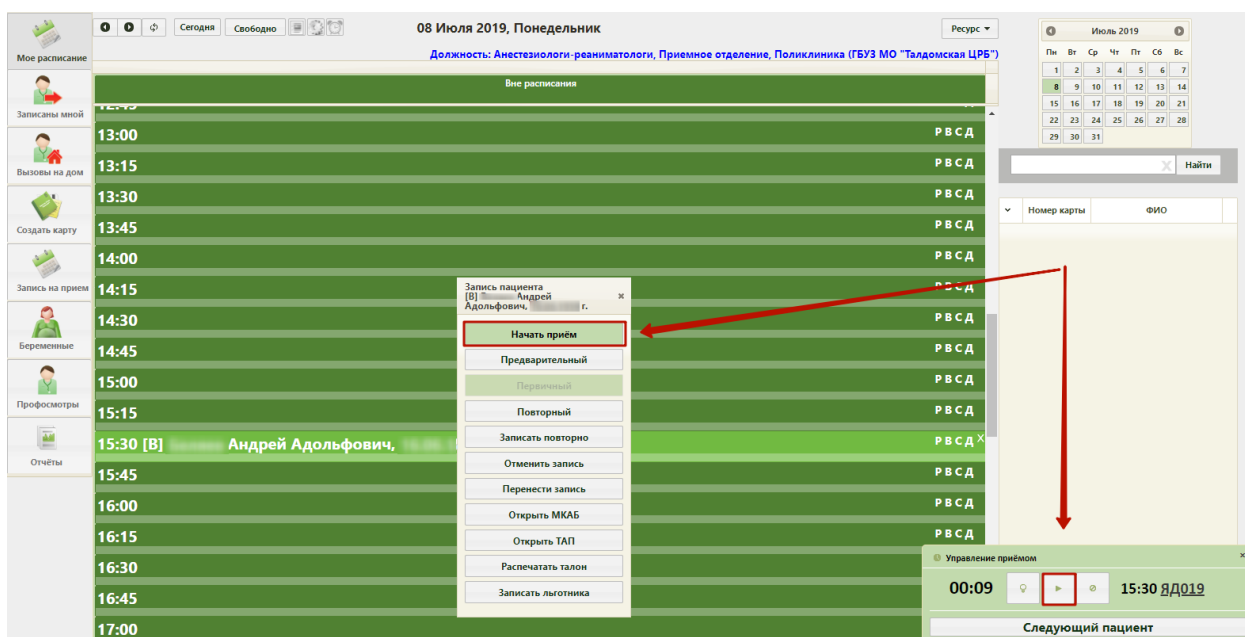 Мое расписание
Записаны мной
Вызовы на дом
Создать карту
Запись на прием
Беременные
Профосмотры
Отчёты
Сегодня
Свободно
08 Июля 2019, Понедельник
Ресурс
Должность: Анестезиологи-реаниматологи, Приемное отделение, Поликлиника (ГБУЗ МО "Талдомская ЦРБ")
Вне расписания
13:00 Р В С Д
13:15 Р В С Д
13:30 Р В С Д
13:45 Р В С Д
14:00 Р В С Д
14:15 Р В С Д
14:30 Р В С Д
14:45 Р В С Д
15:00 Р В С Д
15:15 Р В С Д
15:30 [В] Андрей Адольфович, Р В С Д X
15:45 Р В С Д
16:00 Р В С Д
16:15 Р В С Д
16:30
16:45
17:00
Запись пациента
[В] Андрей
Адольфович, г.
Начать приём
Предварительный
Первичный
Повторный
Записать повторно
Отменить запись
Перенести запись
Открыть МКАБ
Открыть ТАП
Распечатать талон
Записать льготника
Июль 2019
Пн Вт Ср Чт Пт Сб Вс
1 2 3 4 5 6 7
8 9 10 11 12 13 14
15 16 17 18 19 20 21
22 23 24 25 26 27 28
29 30 31
Найти
Номер карты ФИО
Управление приёмом
00:09 15:30 ЯД019
Следующий пациент